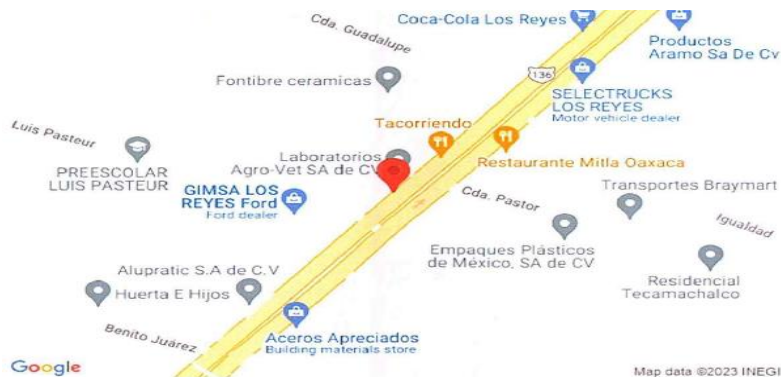 Coca-Cola Los Reyes
Productos
Aramo Sa De Cv
Cda. Guadalupe
136
Fontibre ceramicas
SELECTRUCKS
LOS REYES
Motor vehicle dealer
Luis Pasteur
Tacorriendo
PREESCOLAR
LUIS PASTEUR
Laboratorios
Agro-Vet SA de CV
Restaurante Mitla Oaxaca
GIMSA LOS
REYES Ford
Ford dealer
Cda. Pastor
Transportes Braymart
Igualdad
Empaques Plásticos
de México, SA de CV
Alupratic S.A de C.V
Huerta E Hijos
Residencial
Tecamachalco
Benito Juárez
Aceros Apreciados
Building materials store
Google
Map data ©2023 INEGI